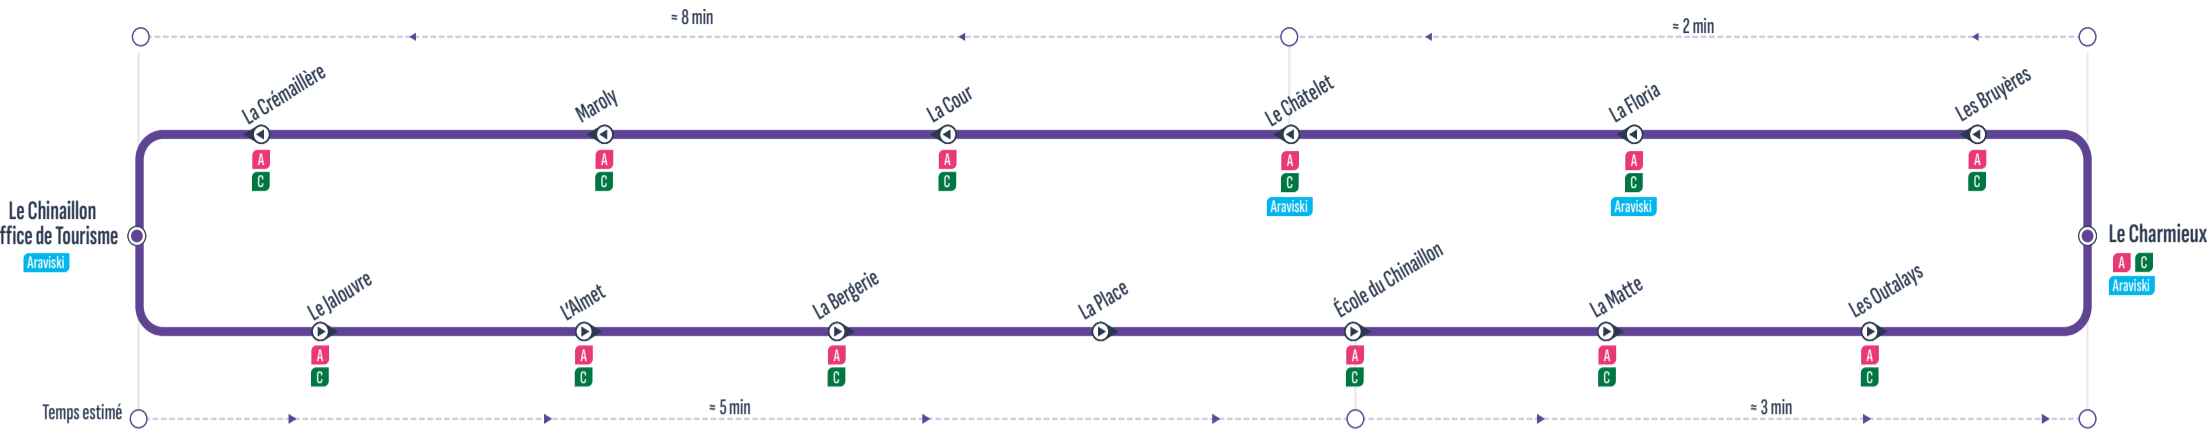 ≈ 8 min
≈ 2 min
La Crémaillère
Maroly
La Cour
Le Châtelet
La Floria
Les Bruyères
A
A
A
A
A
A
C
C
C
C
C
C
Araviski
Araviski
Le Chinaillon
ffice de Tourisme
Araviski
Le Charmieux
A C
Araviski
Le Jalouvre
L'Almet
La Bergerie
La Place
École du Chinaillon
La Matte
Les Outalays
A
A
A
A
A
A
C
C
C
C
C
C
Temps estimé
≈ 5 min
≈ 3 min